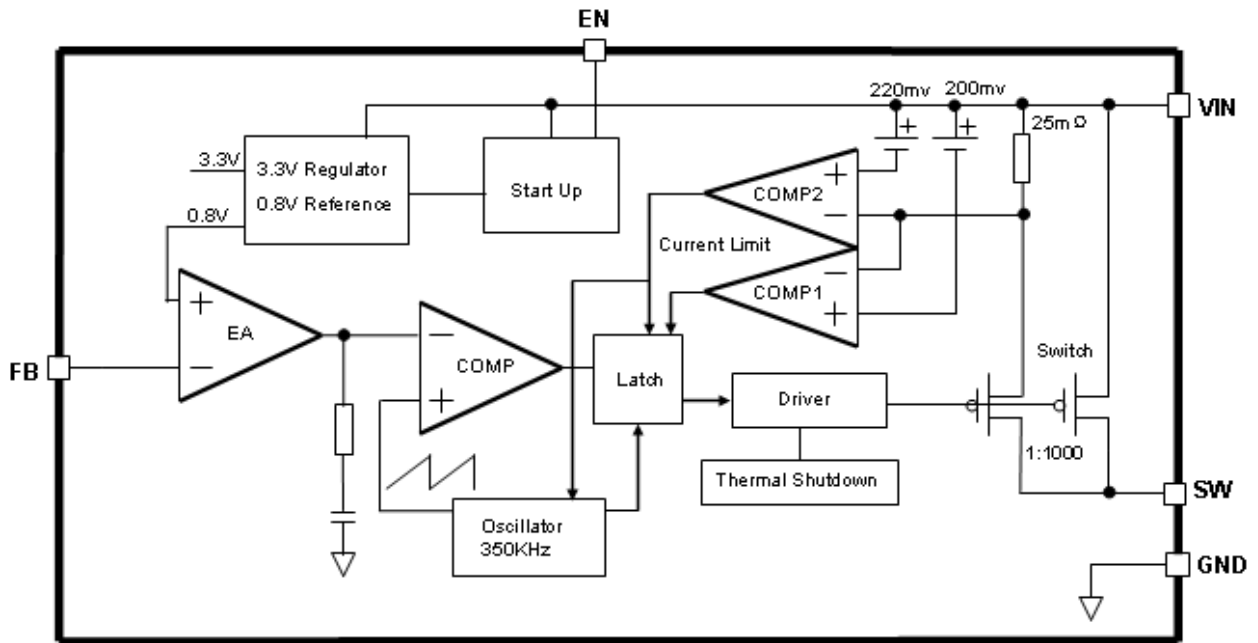 EN
220mv 200mv
VIN
25mΩ
3.3V
3.3V Regulator
0.8V Reference
Start Up
+
+
+
COMP2
−
0.8V
Current Limit
−
COMP1
+
+
EA
−
−
COMP
+
FB
Latch
Switch
Driver
1:1000
Thermal Shutdown
SW
Oscillator
350KHz
GND